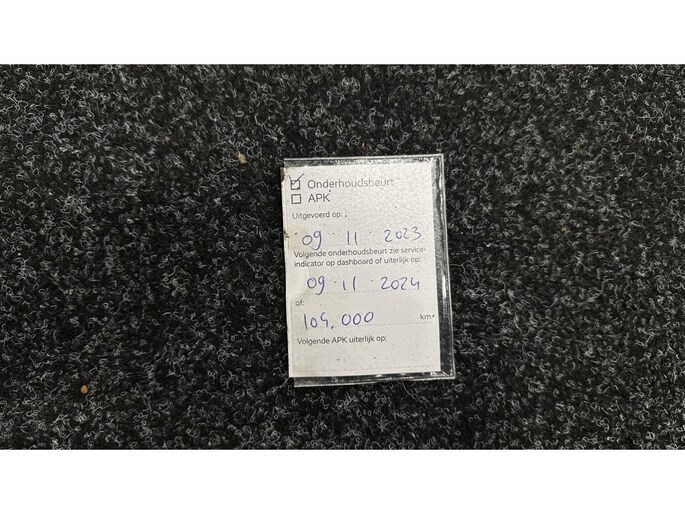 Onderhoudsbeurt
APK
Uitgevoerd op:
09 11 2023
Volgende onderhoudsbeurt zie service-
indicator op dashboard of uiterlijk op:
09 11 2024
of:
104.000 km*
Volgende APK uiterlijk op: